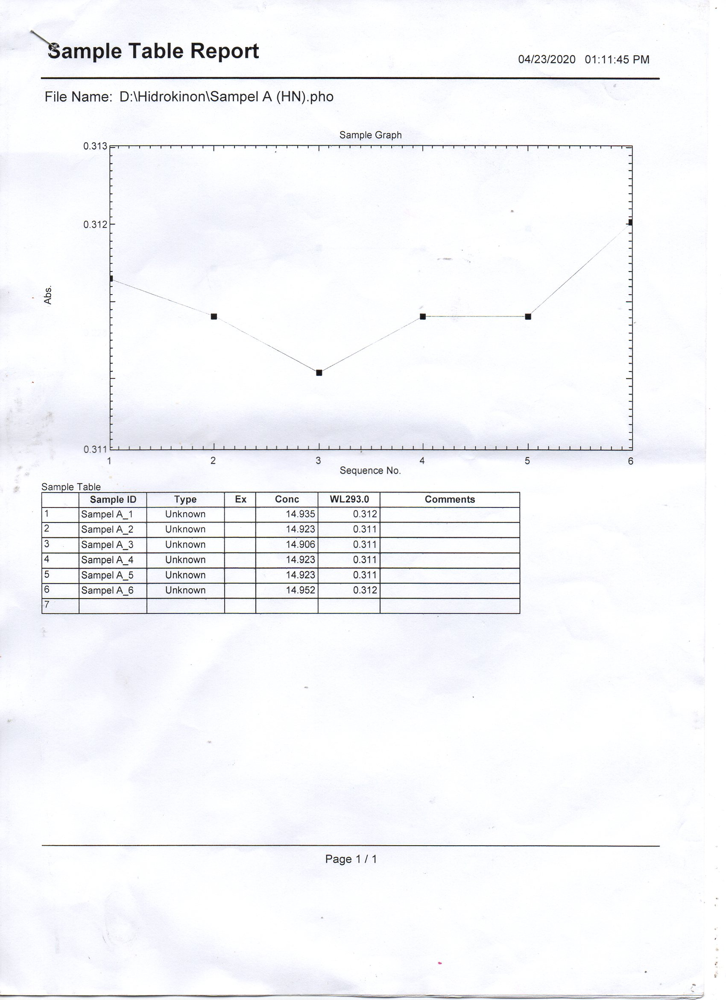 Sample Table Report
04/23/2020 01:11:45 PM
File Name: D:\Hidrokinon\Sampel A (HN).pho
Sample Graph
0.313
0.312
Abs.
0.311
1 2 3 4 5 6
Sequence No.
Sample Table
Sample ID Type Ex Conc WL293.0 Comments
1 Sampel A_1 Unknown 14.935 0.312
2 Sampel A_2 Unknown 14.923 0.311
3 Sampel A_3 Unknown 14.906 0.311
4 Sampel A_4 Unknown 14.923 0.311
5 Sampel A_5 Unknown 14.923 0.311
6 Sampel A_6 Unknown 14.952 0.312
7
Page 1 / 1